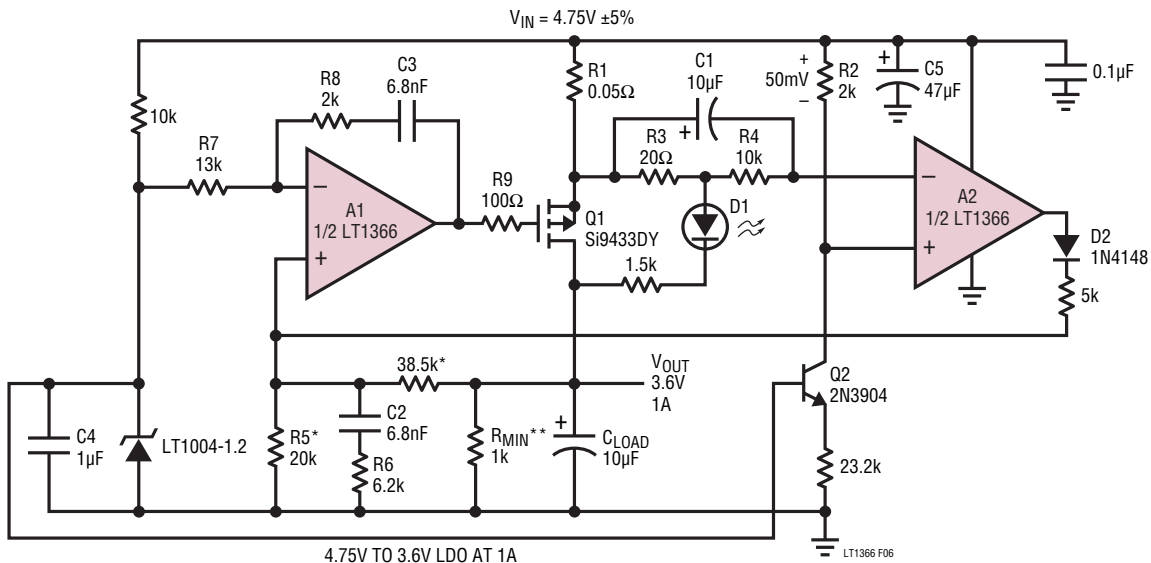 VIN = 4.75V ±5%
10k
R8
2k
C3
6.8nF
R1
0.05Ω
C1
10µF
+
+
50mV
–
R2
2k
+
C5
47µF
0.1µF
R7
13k
R3
20Ω
R4
10k
–
A1
1/2 LT1366
+
R9
100Ω
Q1
Si9433DY
D1
–
A2
1/2 LT1366
+
D2
1N4148
1.5k
5k
38.5k*
VOUT
3.6V
1A
Q2
2N3904
C4
1µF
LT1004-1.2
R5*
20k
C2
6.8nF
R6
6.2k
RMIN**
1k
+
CLOAD
10µF
23.2k
4.75V TO 3.6V LDO AT 1A
LT1366 F06